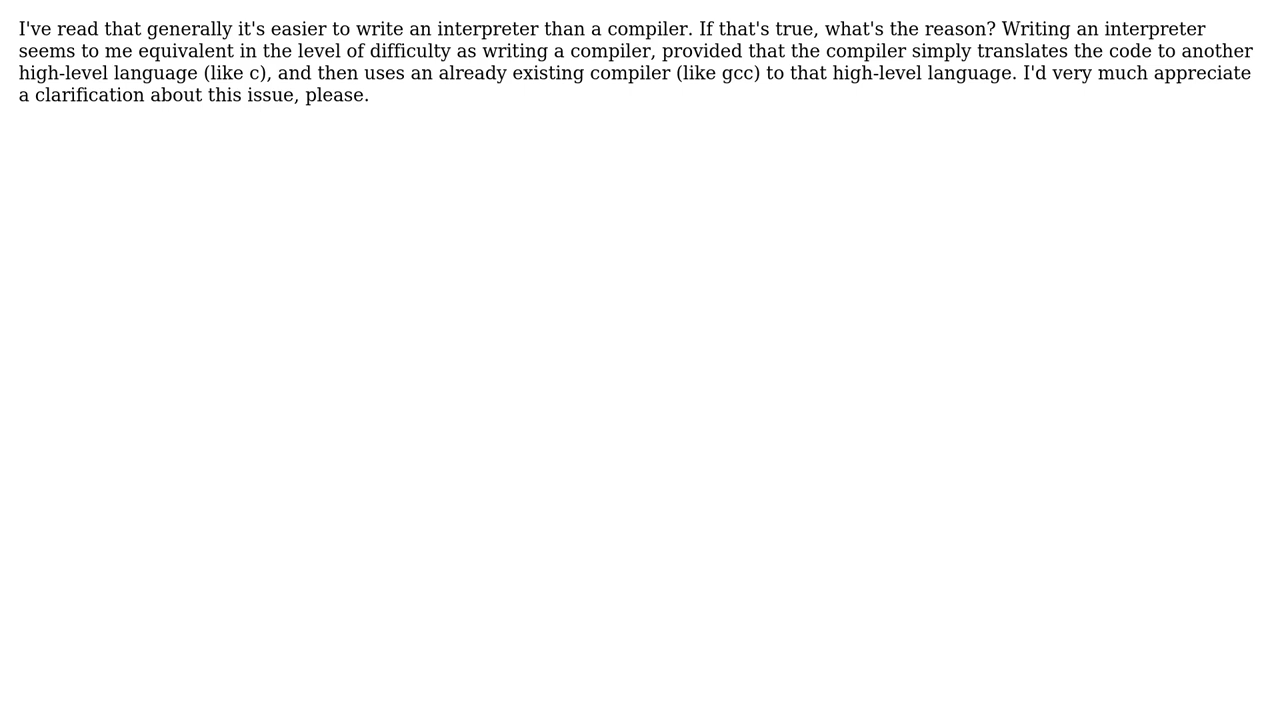 I've read that generally it's easier to write an interpreter than a compiler. If that's true, what's the reason? Writing an interpreter
seems to me equivalent in the level of difficulty as writing a compiler, provided that the compiler simply translates the code to another
high-level language (like c), and then uses an already existing compiler (like gcc) to that high-level language. I'd very much appreciate
a clarification about this issue, please.